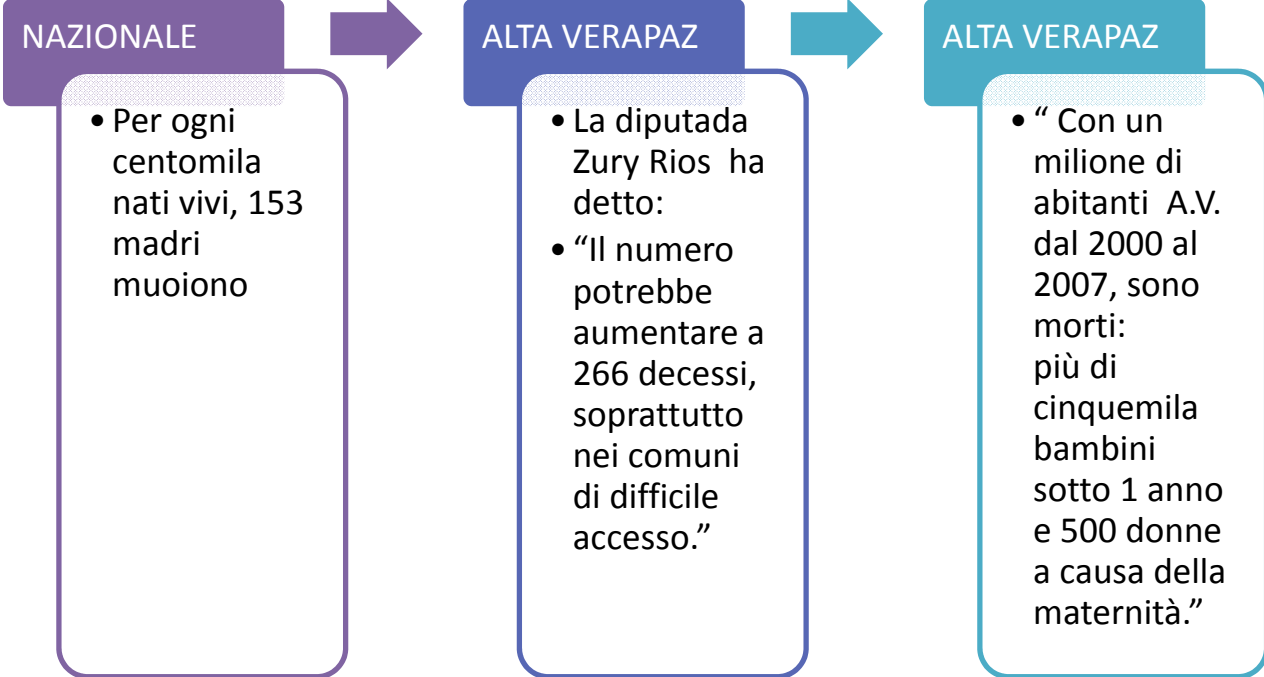 NAZIONALE
• Per ogni
centomila
nati vivi, 153
madri
muoiono
ALTA VERAPAZ
• La diputada
Zury Rios  ha
detto:
• “Il numero
potrebbe
aumentare a
266 decessi,
soprattutto
nei comuni
di difficile
accesso.”
ALTA VERAPAZ
• “ Con un
milione di
abitanti  A.V.
dal 2000 al
2007, sono
morti:
più di
cinquemila
bambini
sotto 1 anno
e 500 donne
a causa della
maternità.”